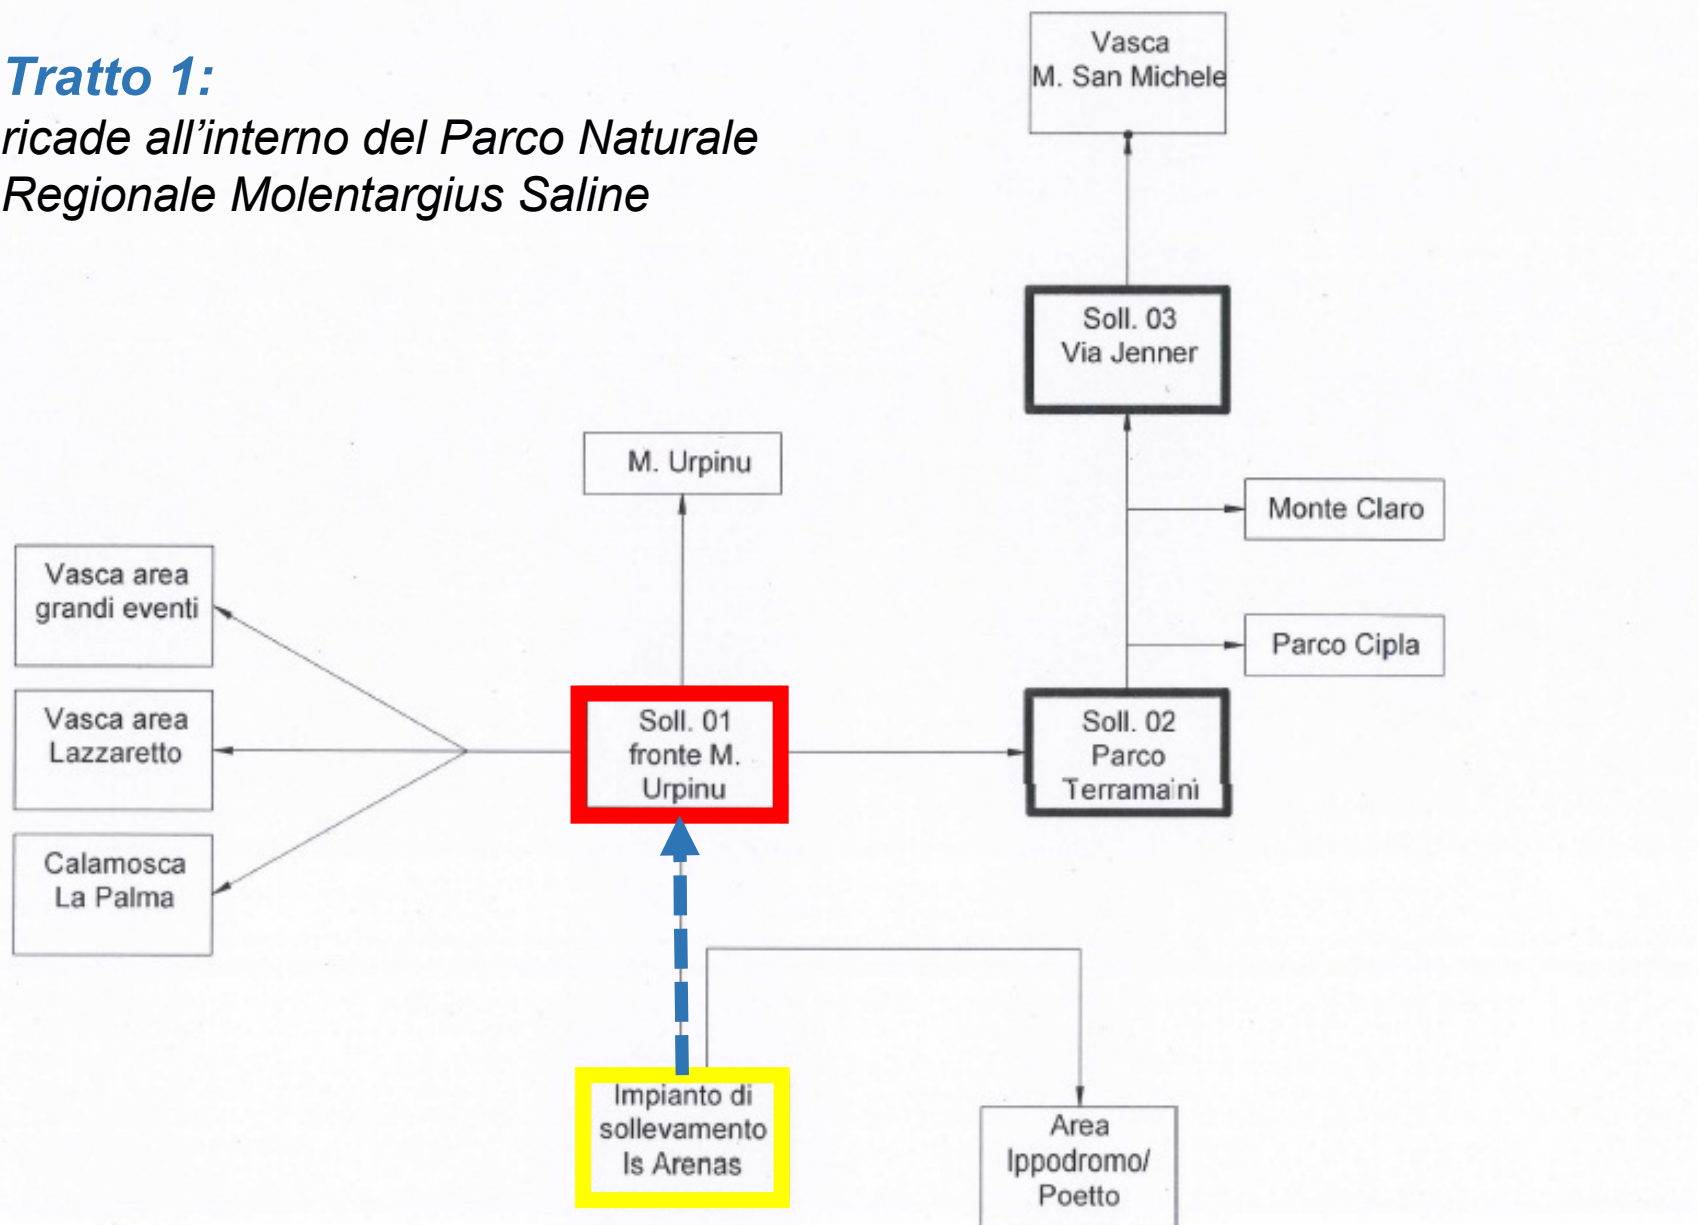 Tratto 1:
ricade all’interno del Parco Naturale
Regionale Molentargius Saline
Vasca
M. San Michele
Soll. 03
Via Jenner
M. Urpinu
Monte Claro
Vasca area
grandi eventi
Parco Cipla
Vasca area
Lazzaretto
Soll. 01
fronte M.
Urpinu
Soll. 02
Parco
Terramaini
Calamosca
La Palma
Impianto di
sollevamento
Is Arenas
Area
Ippodromo/
Poetto